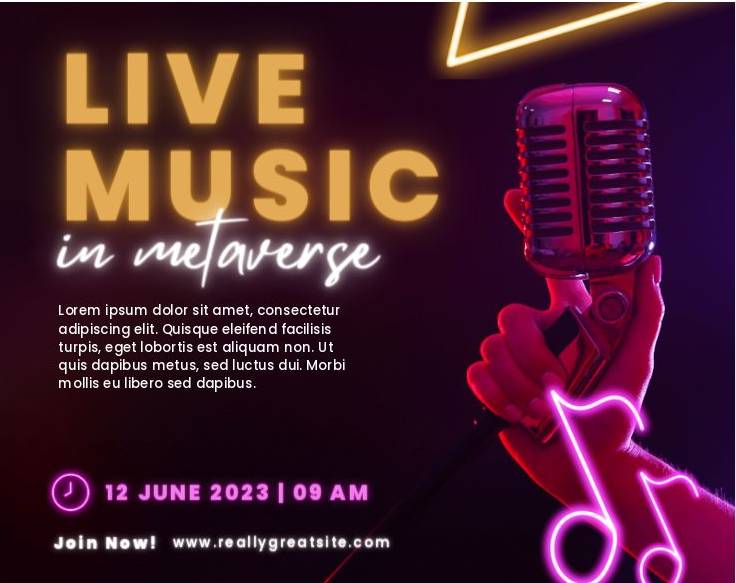 LIVE
MUSIC
in metaverse
Lorem ipsum dolor sit amet, consectetur
adipiscing elit. Quisque eleifend facilisis
turpis, eget lobortis est aliquam non. Ut
quis dapibus metus, sed luctus dui. Morbi
mollis eu libero sed dapibus.
12 JUNE 2023 | 09 AM
Join Now! www.reallygreatsite.com